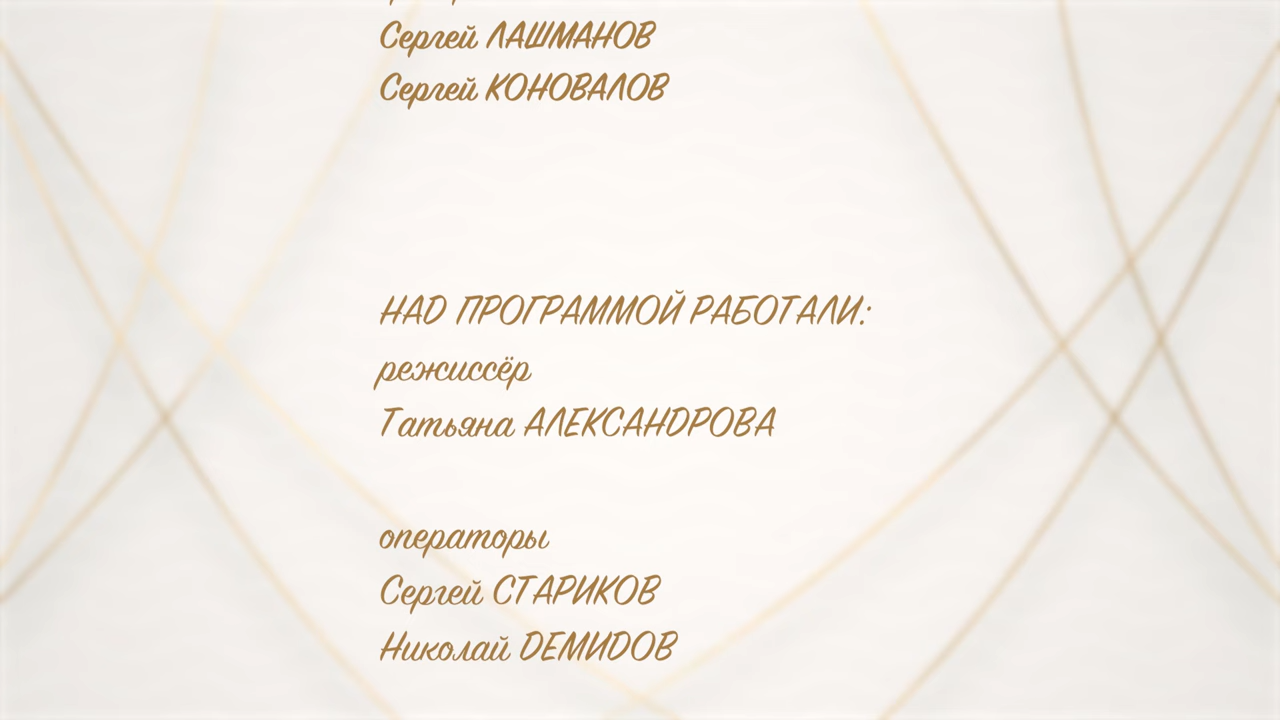 Сергей ЛАШМАНОВ
Сергей КОНОВАЛОВ
НАД ПРОГРАММОЙ РАБОТАЛИ:
режиссёр
Татьяна АЛЕКСАНДРОВА
операторы
Сергей СТАРИКОВ
Николай ДЕМИДОВ